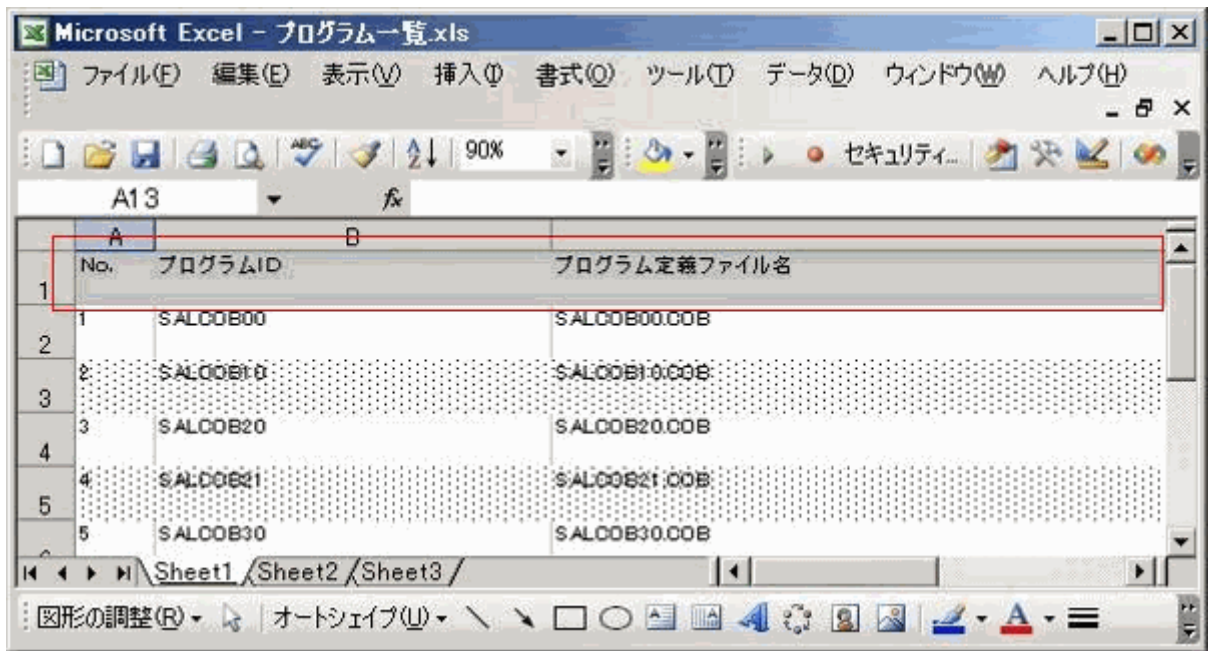 Microsoft Excel - プログラム一覧.xls
ファイル(F) 編集(E) 表示(V) 挿入(I) 書式(O) ツール(T) データ(D) ウィンドウ(W) ヘルプ(H)
ABC 90% セキュリティ...
A13 fx
A B
No. プログラムID プログラム定義ファイル名
1
1 SALCOB00 SALCOB00.COB
2
2 SALCOB10 SALCOB10.COB
3
3 SALCOB20 SALCOB20.COB
4
4 SALCOB21 SALCOB21.COB
5
5 SALCOB30 SALCOB30.COB
Sheet1 Sheet2 Sheet3
図形の調整(R) オートシェイプ(U) A